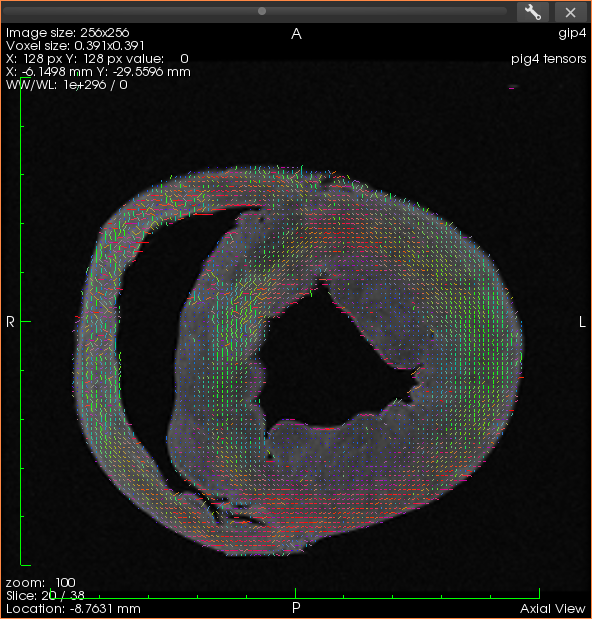 Image size: 256x256
A
gip4
Voxel size: 0.391x0.391
X: 128 px Y: 128 px value: 0
pig4 tensors
X: -6.1498 mm Y: -29.5596 mm
WW/WL: 1e+296 / 0
R
L
zoom: 100
Slice: 20 / 38
Location: -8.7631 mm
P
Axial View